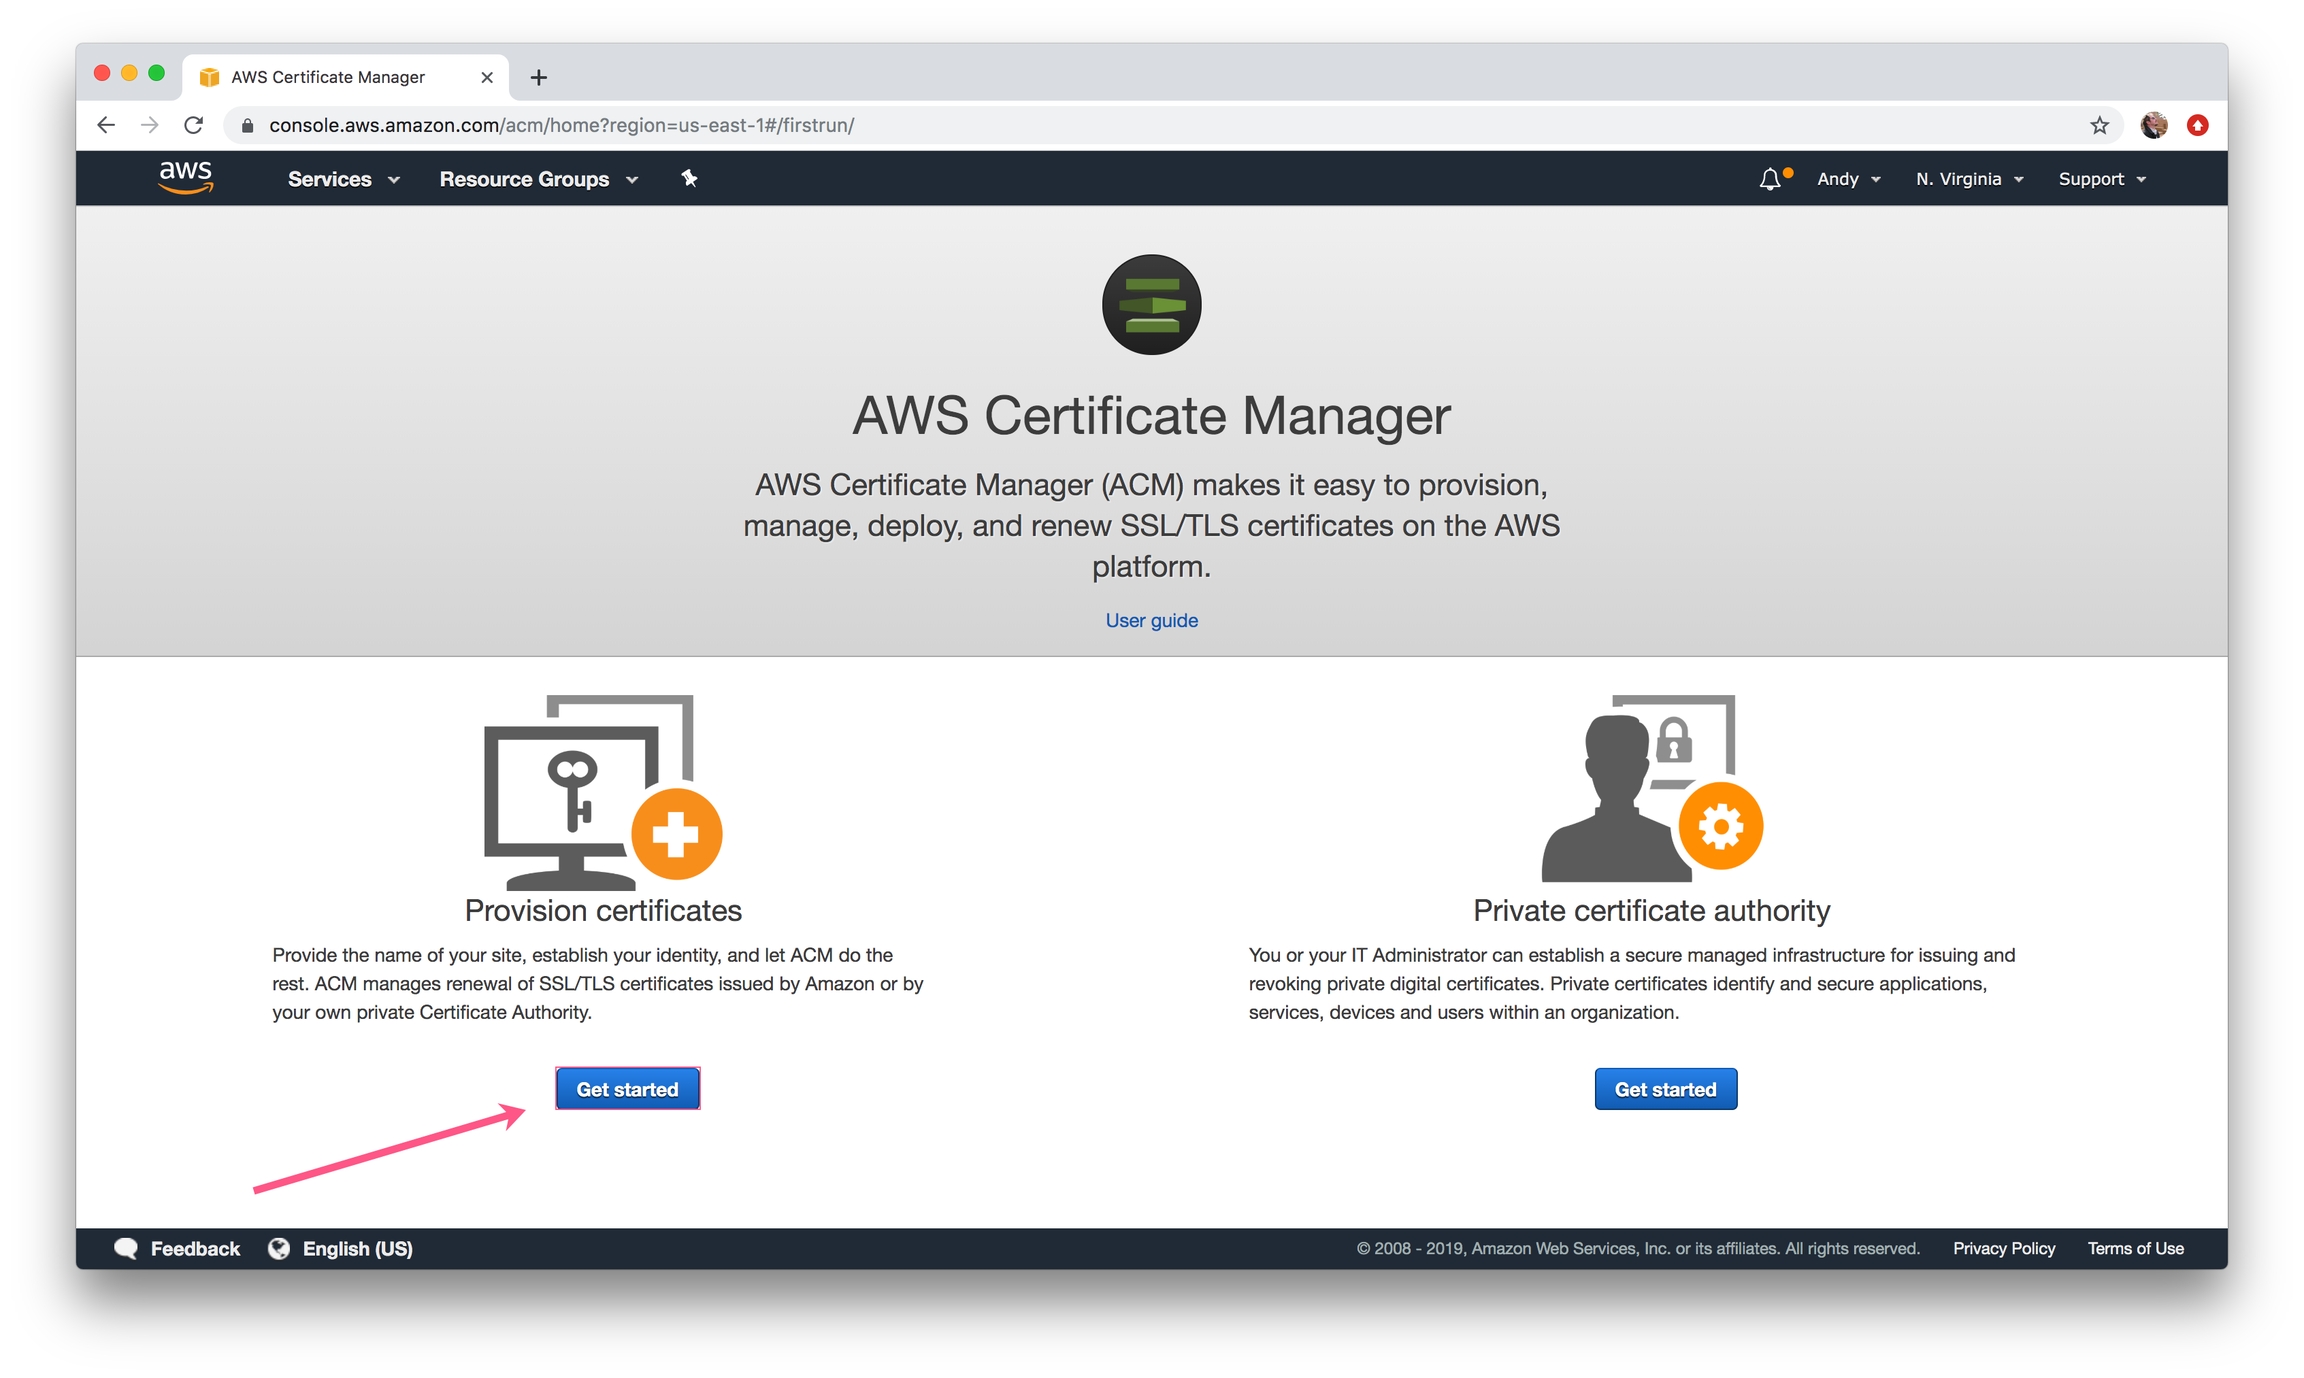 AWS Certificate Manager
console.aws.amazon.com/acm/home?region=us-east-1#/firstrun/
aws Services Resource Groups Andy N. Virginia Support
AWS Certificate Manager
AWS Certificate Manager (ACM) makes it easy to provision,
manage, deploy, and renew SSL/TLS certificates on the AWS
platform.
User guide
Provision certificates
Provide the name of your site, establish your identity, and let ACM do the
rest. ACM manages renewal of SSL/TLS certificates issued by Amazon or by
your own private Certificate Authority.
Get started
Private certificate authority
You or your IT Administrator can establish a secure managed infrastructure for issuing and
revoking private digital certificates. Private certificates identify and secure applications,
services, devices and users within an organization.
Get started
Feedback English (US) © 2008 - 2019, Amazon Web Services, Inc. or its affiliates. All rights reserved. Privacy Policy Terms of Use